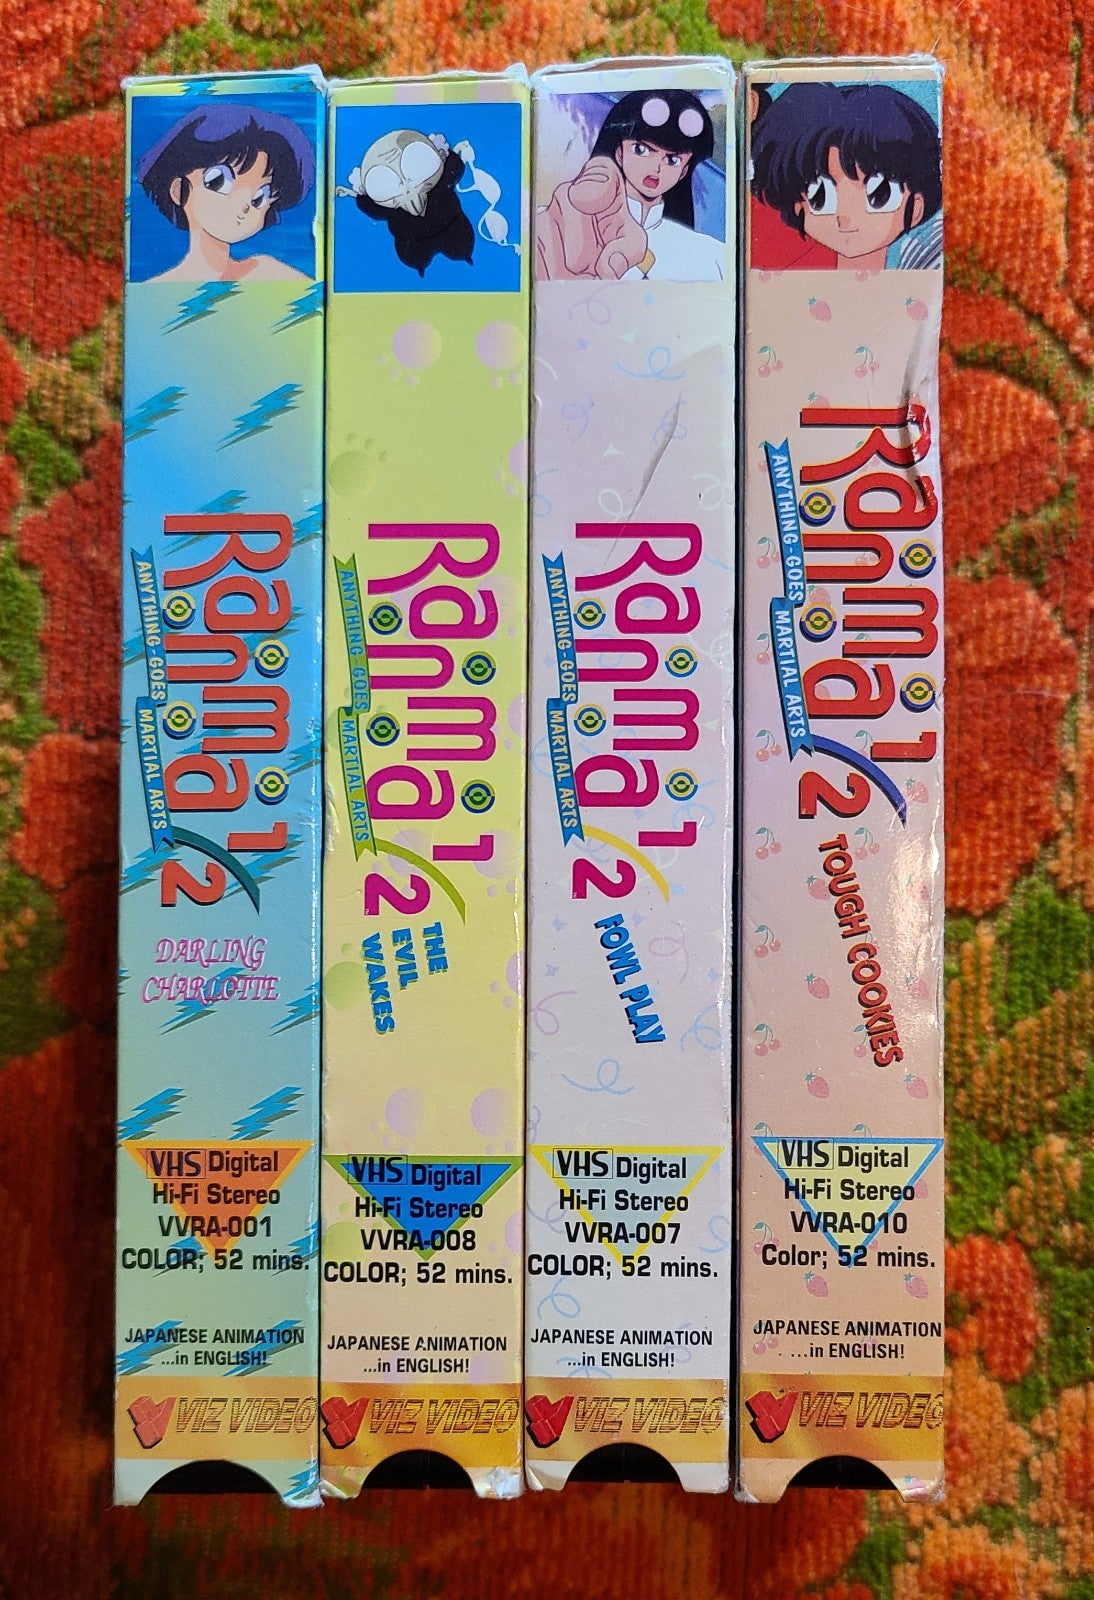 Ranma 1/2
ANYTHING-GOES MARTIAL ARTS
DARLING
CHARLOTTE
VHS Digital
Hi-Fi Stereo
VVRA-001
COLOR; 52 mins.
JAPANESE ANIMATION
...in ENGLISH!
VIZ VIDEO
Ranma 1/2
ANYTHING-GOES MARTIAL ARTS
THE
EVIL
WAKES
VHS Digital
Hi-Fi Stereo
VVRA-008
COLOR; 52 mins.
JAPANESE ANIMATION
...in ENGLISH!
VIZ VIDEO
Ranma 1/2
ANYTHING-GOES MARTIAL ARTS
FOWL PLAY
VHS Digital
Hi-Fi Stereo
VVRA-007
COLOR; 52 mins.
JAPANESE ANIMATION
...in ENGLISH!
VIZ VIDEO
Ranma 1/2
ANYTHING-GOES MARTIAL ARTS
TOUGH COOKIES
VHS Digital
Hi-Fi Stereo
VVRA-010
Color; 52 mins.
JAPANESE ANIMATION
...in ENGLISH!
VIZ VIDEO